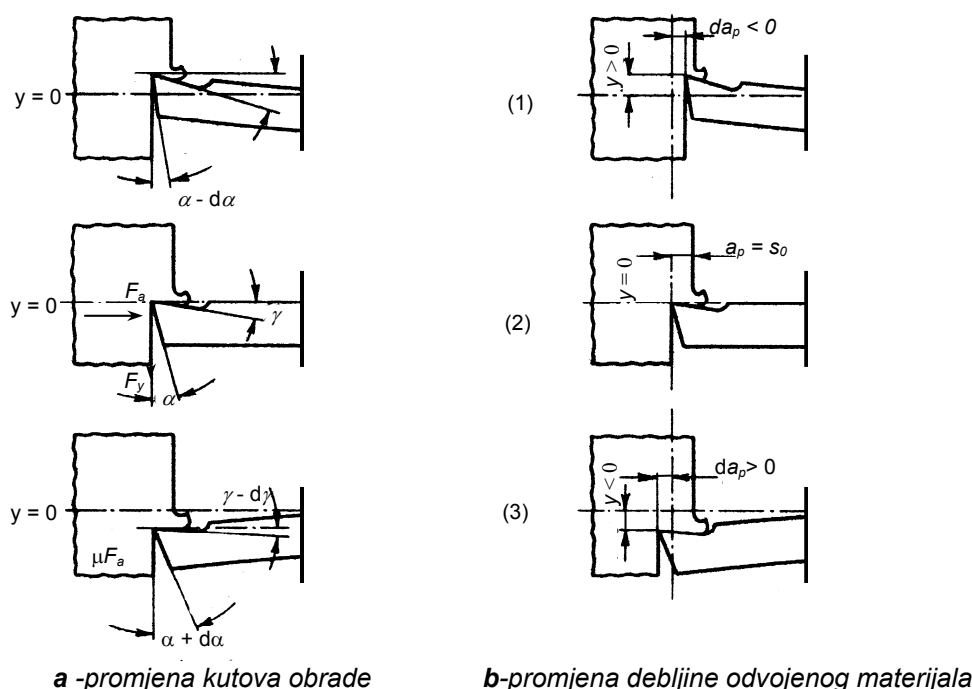 y = 0
α - dα
y > 0
da_p < 0
(1)
y = 0
F_a
γ
F_y
α
y = 0
a_p = s_0
(2)
y = 0
γ - dγ
μF_a
α + dα
y < 0
da_p > 0
(3)
a -promjena kutova obrade
b-promjena debljine odvojenog materijala